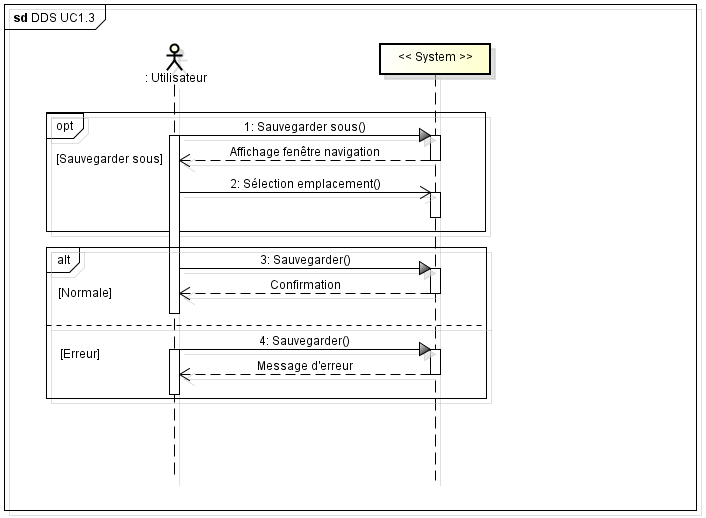 sd DDS UC1.3
: Utilisateur
<< System >>
opt
1: Sauvegarder sous()
[Sauvegarder sous]
Affichage fenêtre navigation
2: Sélection emplacement()
alt
3: Sauvegarder()
[Normale]
Confirmation
4: Sauvegarder()
[Erreur]
Message d'erreur